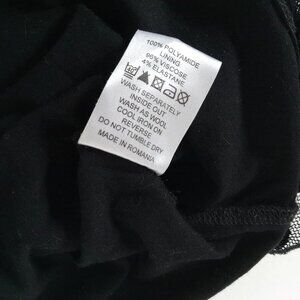 100% POLYAMIDE
LINING
96% VISCOSE
4% ELASTANE
WASH SEPARATELY
INSIDE OUT
WASH AS WOOL
COOL IRON ON
REVERSE
DO NOT TUMBLE DRY
MADE IN ROMANIA